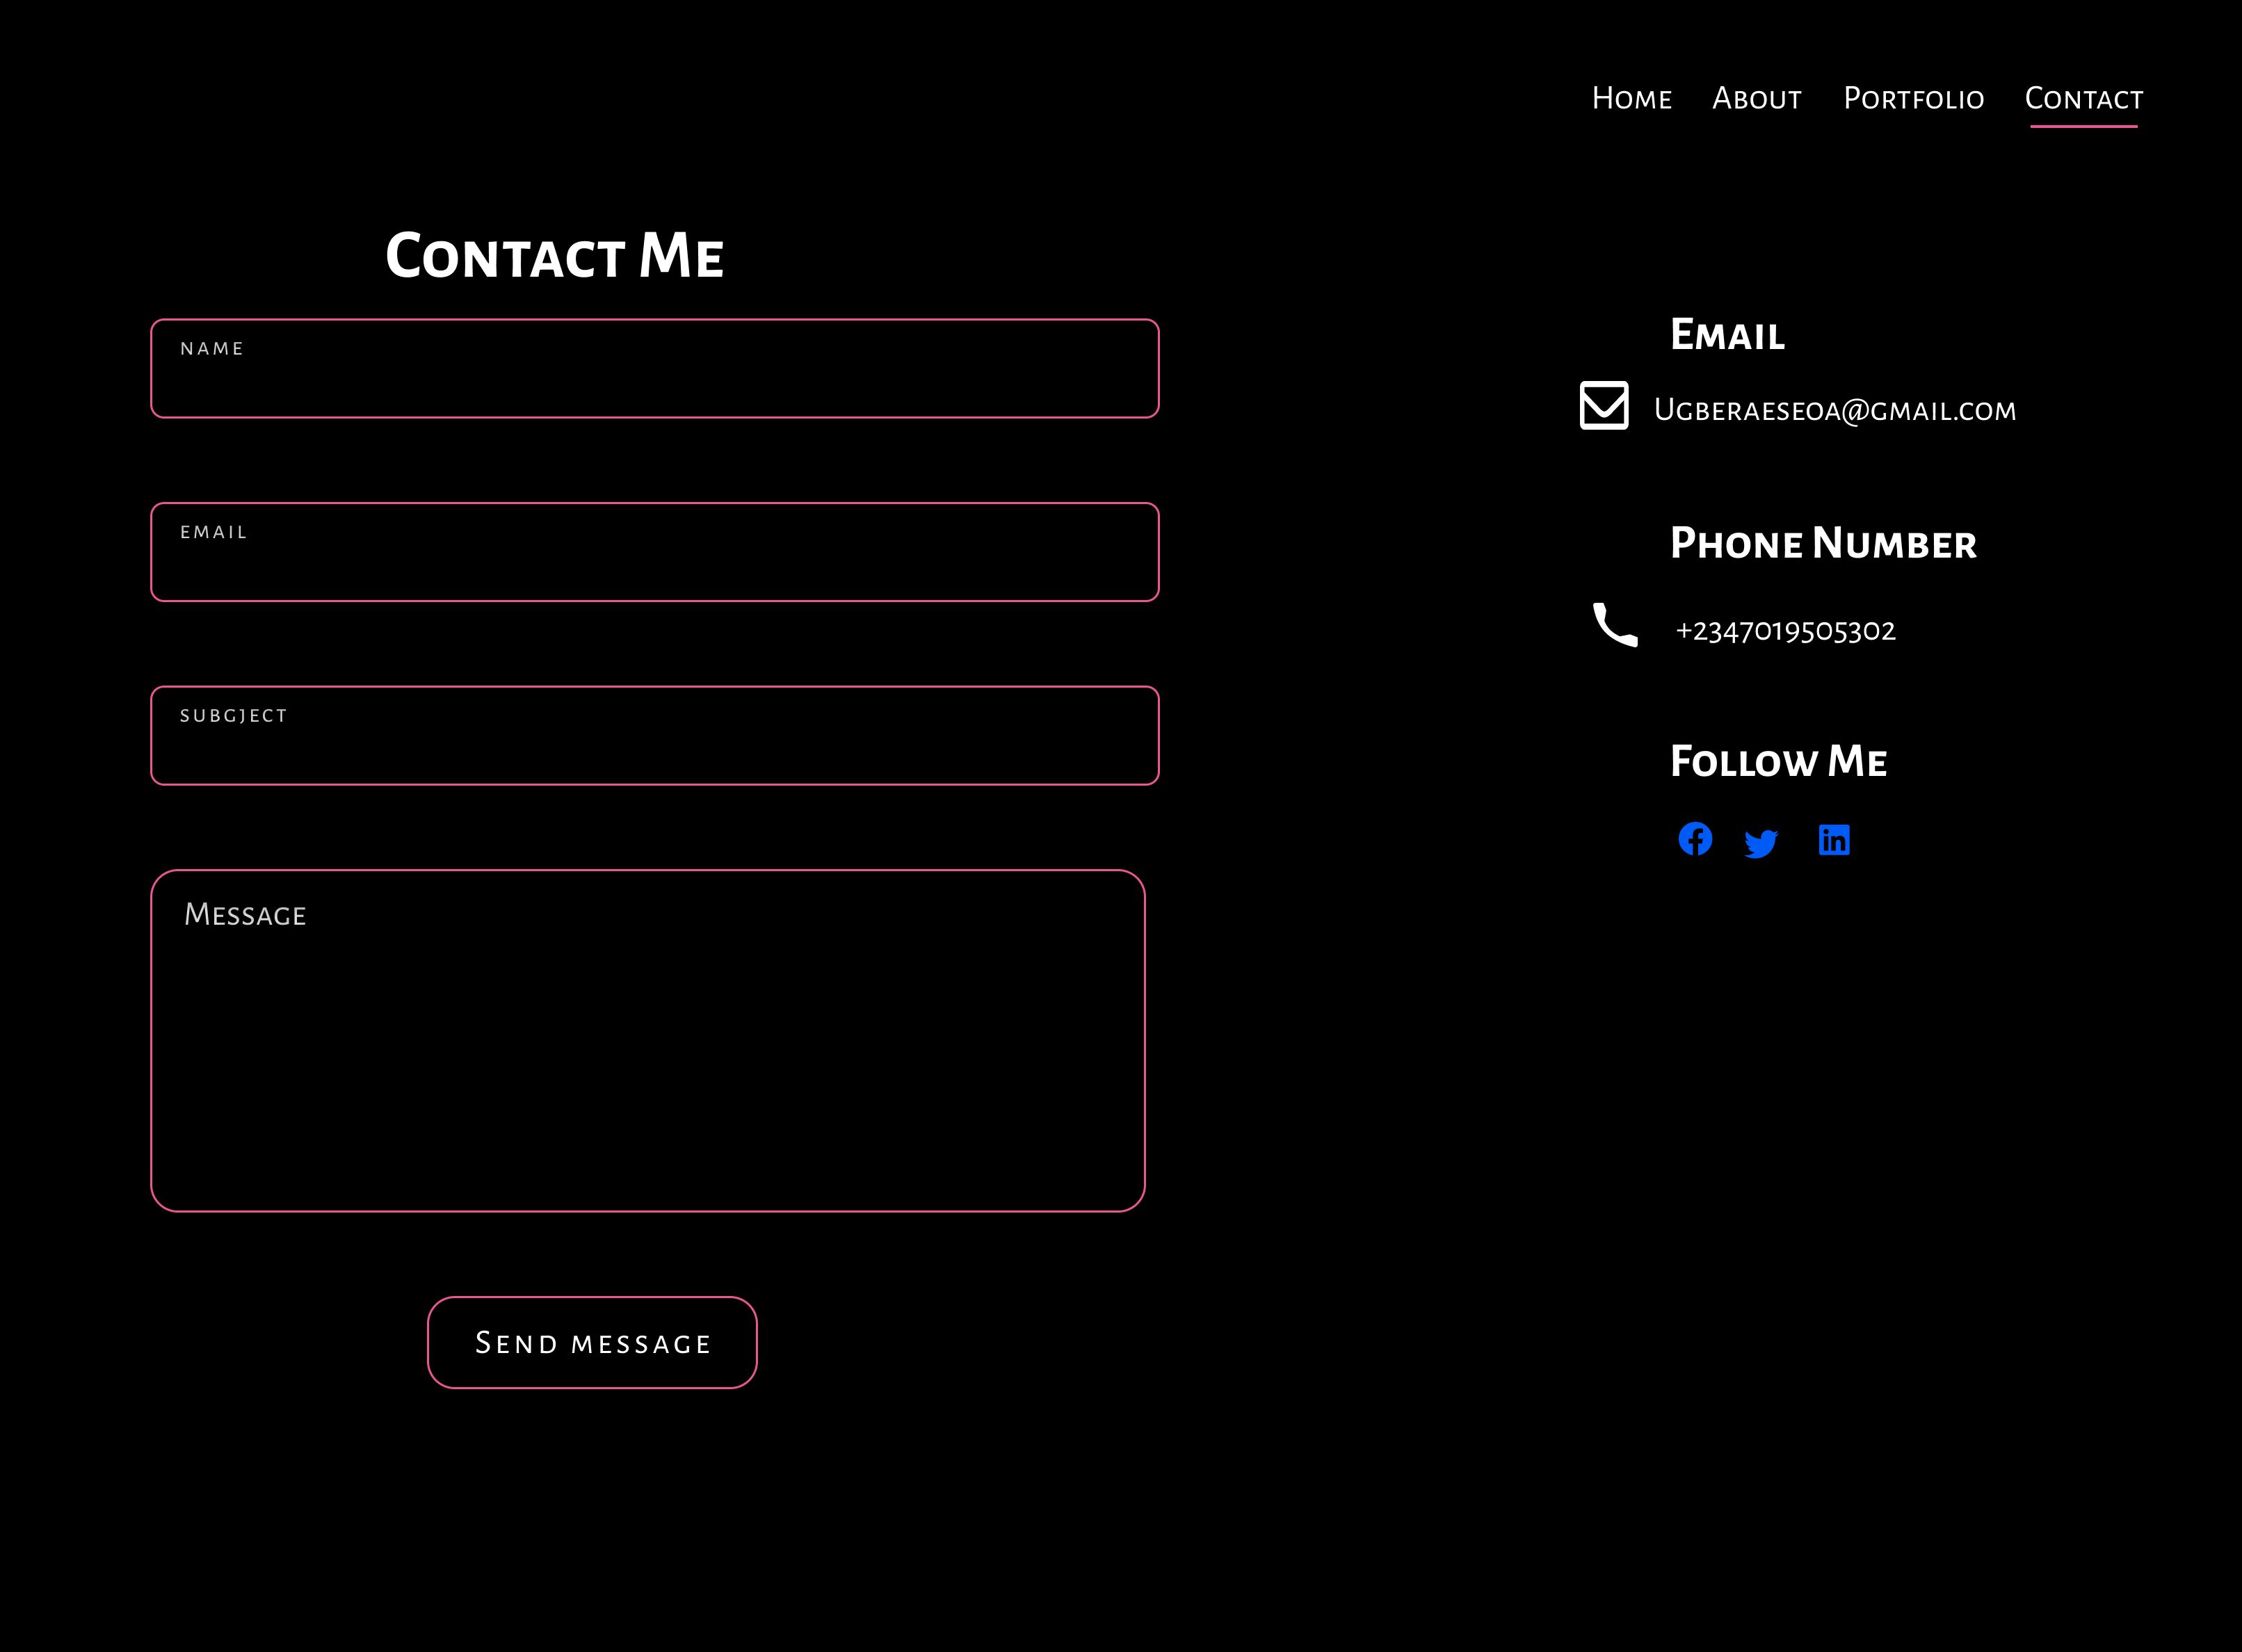 Home About Portfolio Contact
Contact Me
name
email
subgject
Message
Send message
Email
Ugberaeseoa@gmail.com
Phone Number
+2347019505302
Follow Me